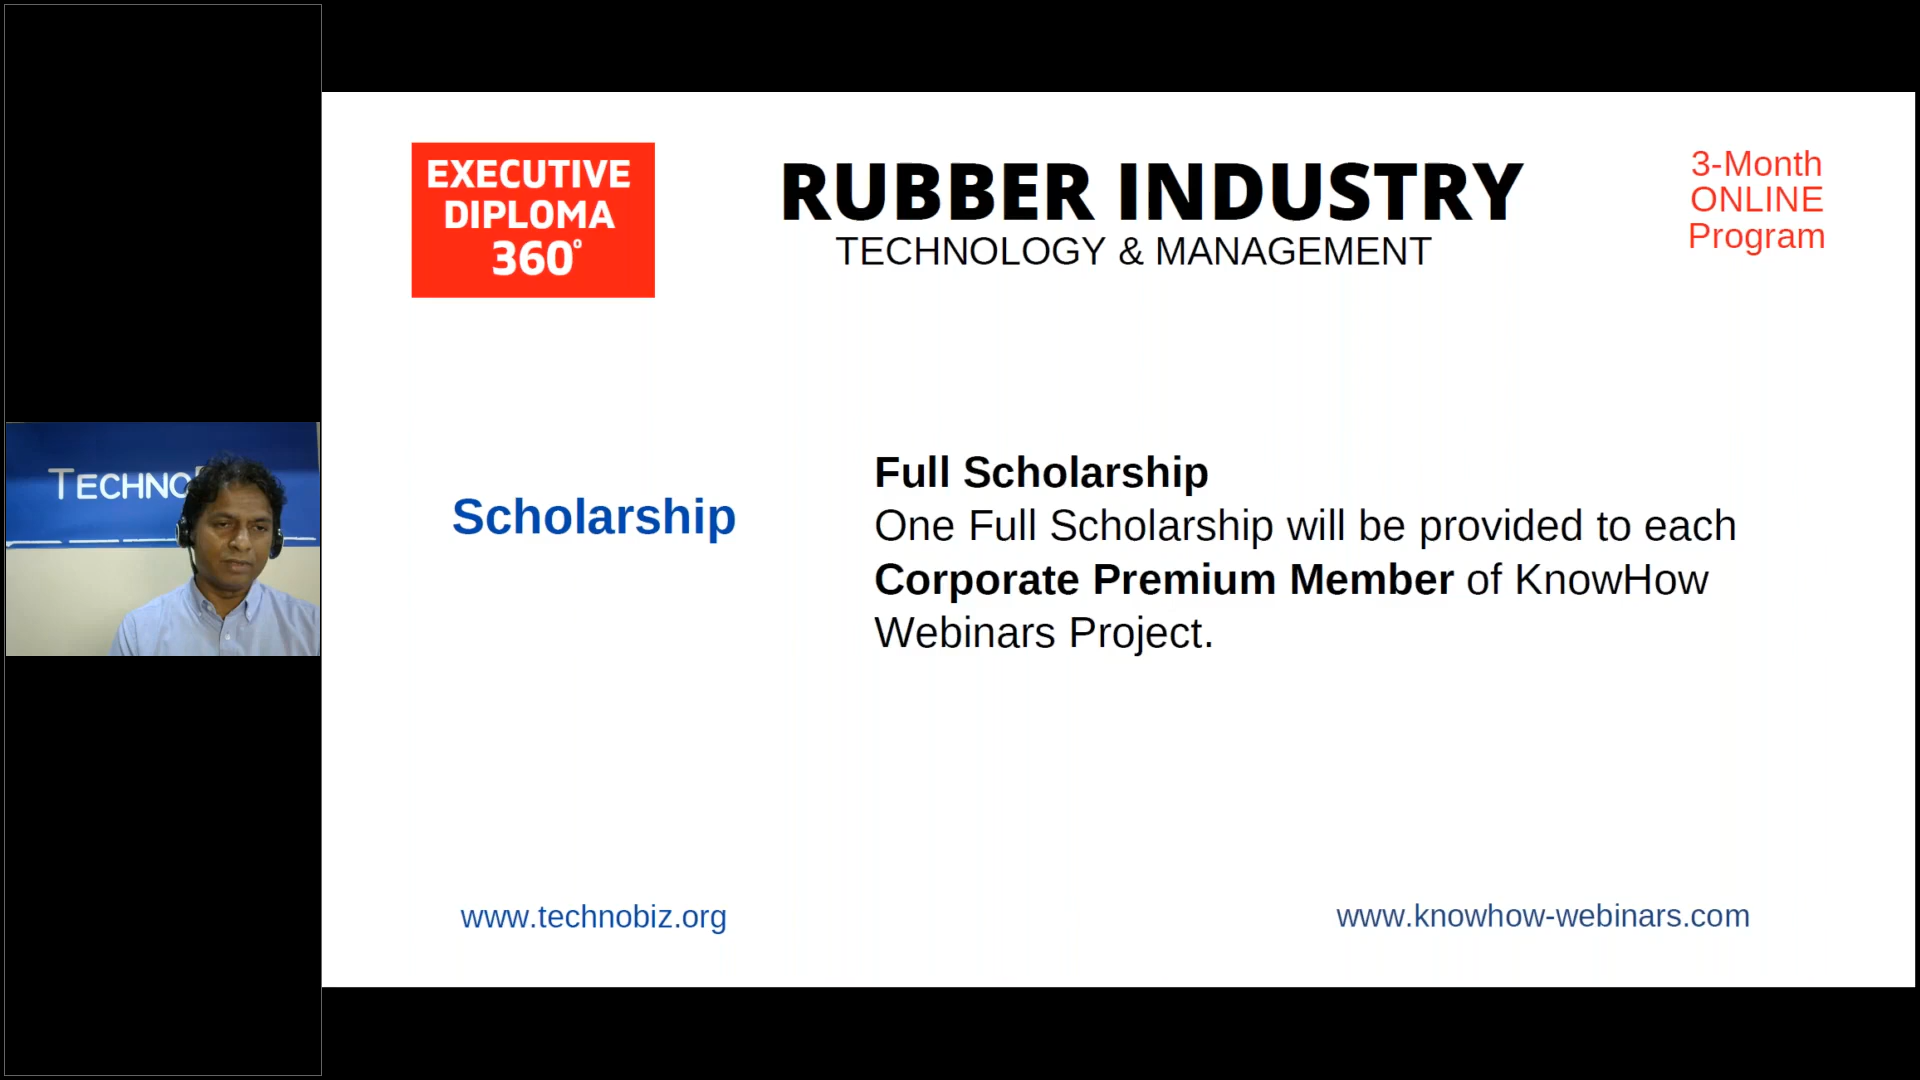 EXECUTIVE
DIPLOMA
360°
RUBBER INDUSTRY
TECHNOLOGY & MANAGEMENT
3-Month
ONLINE
Program
Scholarship
Full Scholarship
One Full Scholarship will be provided to each
Corporate Premium Member of KnowHow
Webinars Project.
www.technobiz.org
www.knowhow-webinars.com